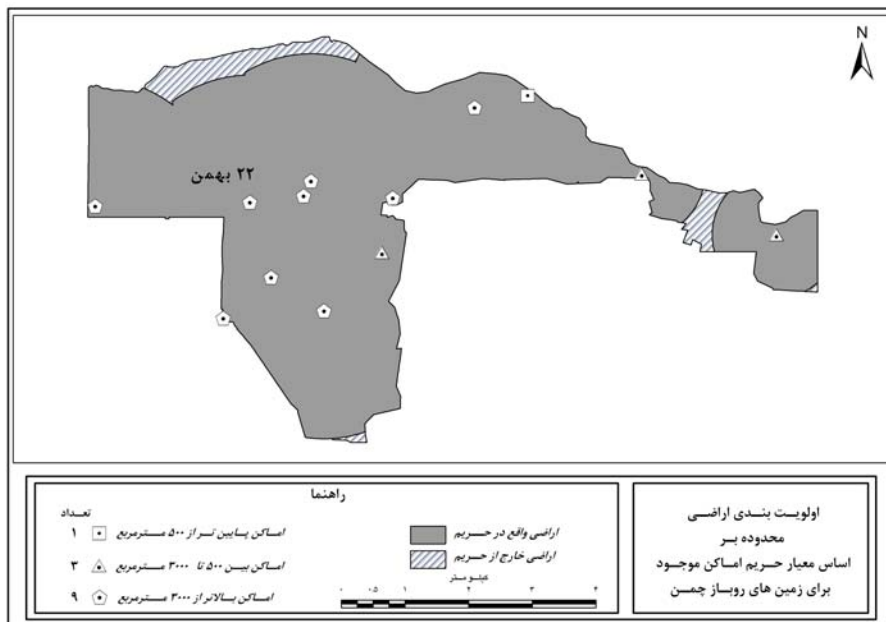 N
۲۲ بهمن
راهنما
تعداد
۱ اماکن پایین تر از ۵۰۰ مترمربع
۳ اماکن بین ۵۰۰ تا ۳۰۰۰ مترمربع
۹ اماکن بالاتر از ۳۰۰۰ مترمربع
اراضی واقع در حریم
اراضی خارج از حریم
کیلو متر
۰ ۰.۵ ۱ ۲ ۳ ۴
اولویت بندی اراضی
محدوده بر
اساس معیار حریم اماکن موجود
برای زمین های روباز چمن